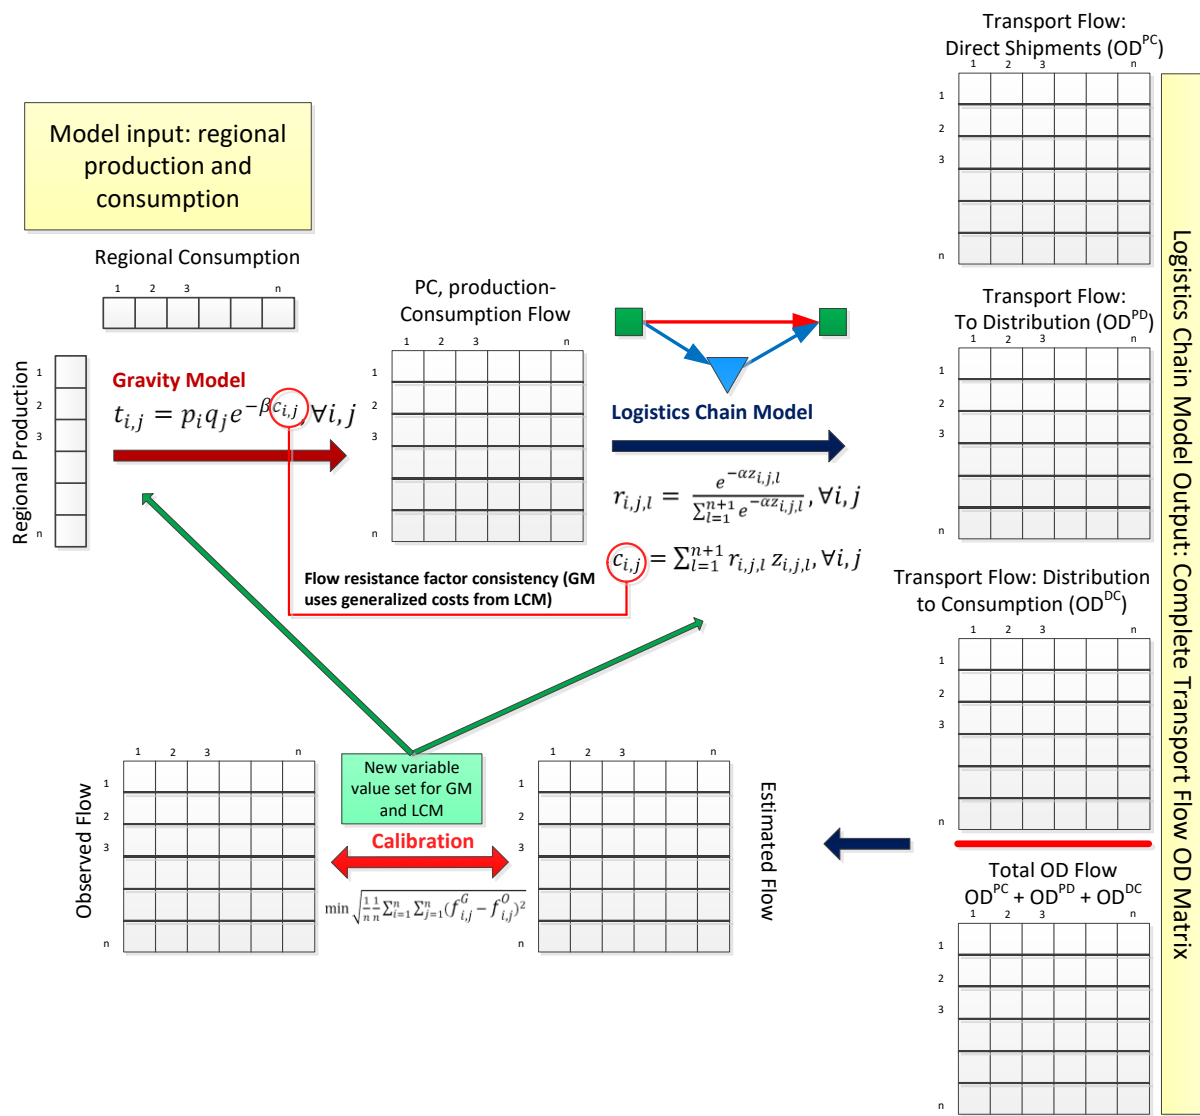 Model input: regional
production and
consumption
Regional Consumption
1 2 3 n
Regional Production
1
2
3
n
Gravity Model
t_{i,j} = p_i q_j e^{-βc_{i,j}}, ∀i, j
PC, production-
Consumption Flow
1 2 3 n
1
2
3
n
Logistics Chain Model
r_{i,j,l} = \frac{e^{-αz_{i,j,l}}}{∑_{l=1}^{n+1} e^{-αz_{i,j,l}}}, ∀i, j
c_{i,j} = ∑_{l=1}^{n+1} r_{i,j,l} z_{i,j,l}, ∀i, j
Flow resistance factor consistency (GM
uses generalized costs from LCM)
Transport Flow:
Direct Shipments (OD^{PC})
1 2 3 n
1
2
3
n
Transport Flow:
To Distribution (OD^{PD})
1 2 3 n
1
2
3
n
Transport Flow: Distribution
to Consumption (OD^{DC})
1 2 3 n
1
2
3
n
Total OD Flow
OD^{PC} + OD^{PD} + OD^{DC}
1 2 3 n
1
2
3
n
Logistics Chain Model Output: Complete Transport Flow OD Matrix
Observed Flow
1 2 3 n
1
2
3
n
New variable
value set for GM
and LCM
Calibration
min \sqrt{\frac{1}{n}\frac{1}{n}∑_{i=1}^{n}∑_{j=1}^{n}(f_{i,j}^{G} − f_{i,j}^{O})^2}
1 2 3 n
1
2
3
n
Estimated Flow